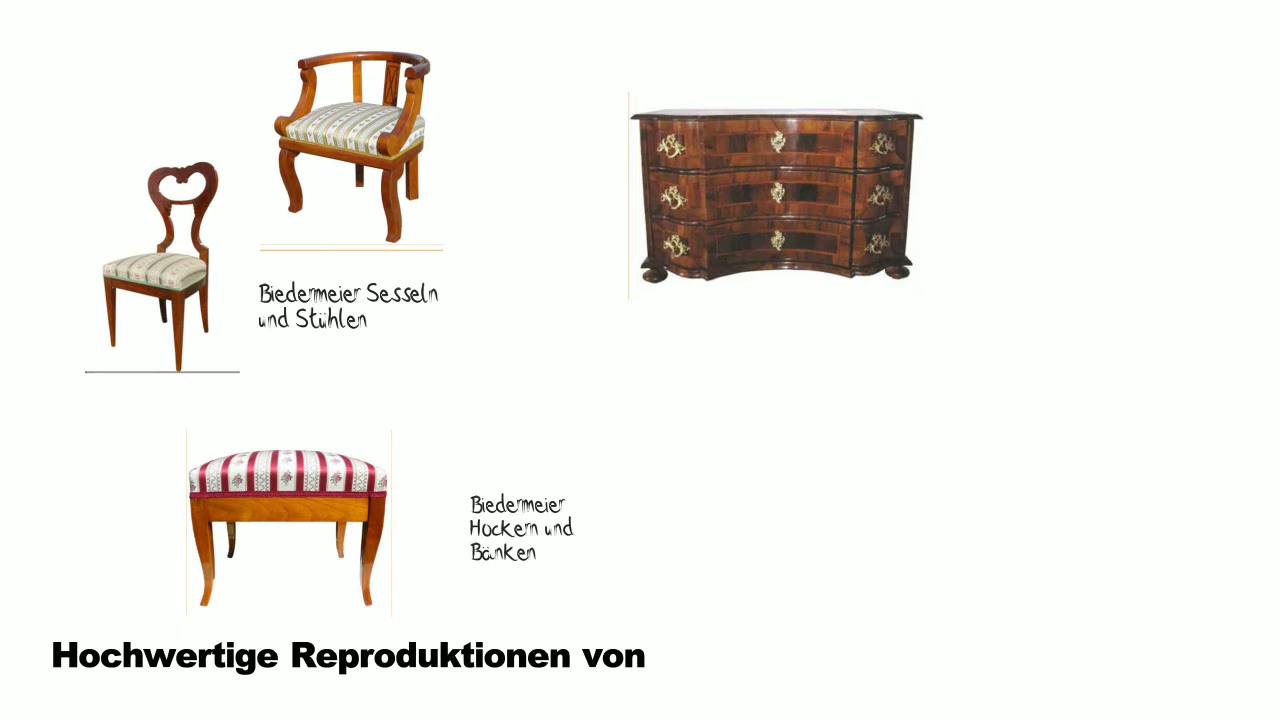 Biedermeier Sesseln
und Stühlen
Biedermeier
Hockern und
Bänken
Hochwertige Reproduktionen von